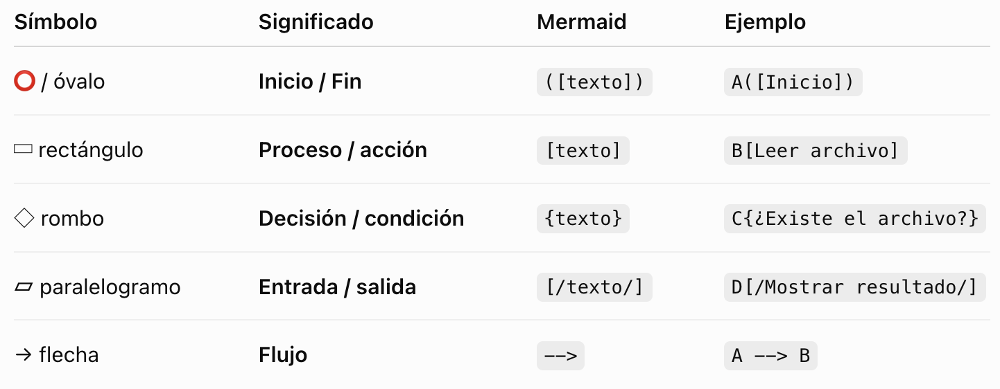 Símbolo Significado Mermaid Ejemplo
⭕ / óvalo Inicio / Fin ([texto]) A([Inicio])
▭ rectángulo Proceso / acción [texto] B[Leer archivo]
◇ rombo Decisión / condición {texto} C{¿Existe el archivo?}
▱ paralelogramo Entrada / salida [/texto/] D[/Mostrar resultado/]
→ flecha Flujo --> A --> B